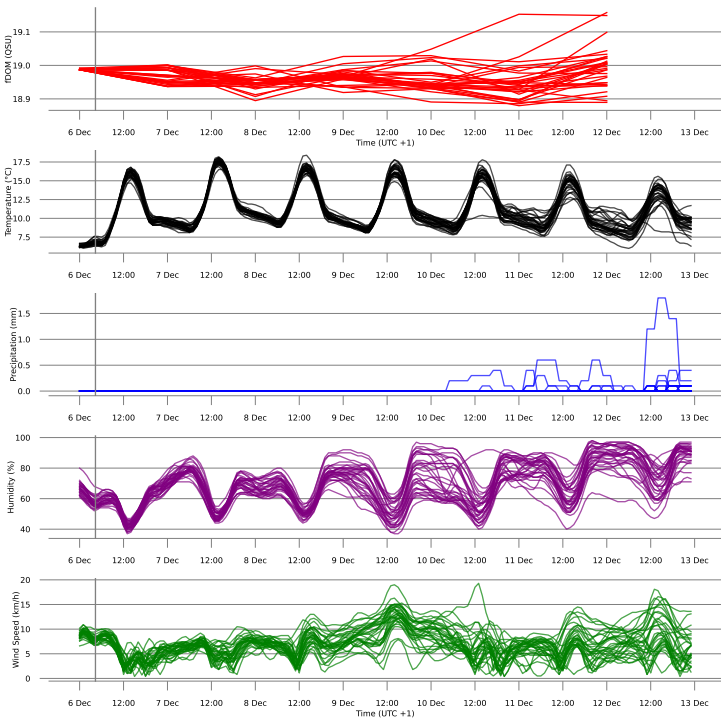 fDOM (QSU)
19.1
19.0
18.9
6 Dec 12:00 7 Dec 12:00 8 Dec 12:00 9 Dec 12:00 10 Dec 12:00 11 Dec 12:00 12 Dec 12:00 13 Dec
Time (UTC +1)
Temperature (°C)
17.5
15.0
12.5
10.0
7.5
6 Dec 12:00 7 Dec 12:00 8 Dec 12:00 9 Dec 12:00 10 Dec 12:00 11 Dec 12:00 12 Dec 12:00 13 Dec
Precipitation (mm)
1.5
1.0
0.5
0.0
6 Dec 12:00 7 Dec 12:00 8 Dec 12:00 9 Dec 12:00 10 Dec 12:00 11 Dec 12:00 12 Dec 12:00 13 Dec
Humidity (%)
100
80
60
40
6 Dec 12:00 7 Dec 12:00 8 Dec 12:00 9 Dec 12:00 10 Dec 12:00 11 Dec 12:00 12 Dec 12:00 13 Dec
Wind Speed (km/h)
20
15
10
5
0
6 Dec 12:00 7 Dec 12:00 8 Dec 12:00 9 Dec 12:00 10 Dec 12:00 11 Dec 12:00 12 Dec 12:00 13 Dec
Time (UTC +1)